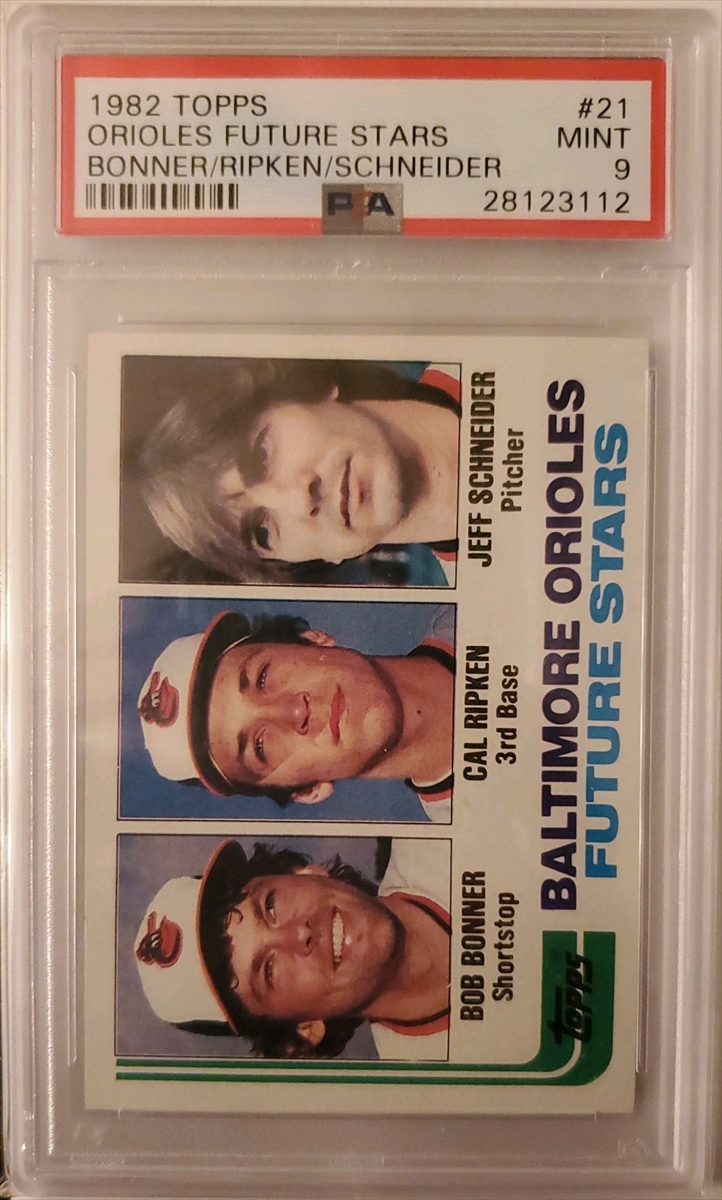 1982 TOPPS #21
ORIOLES FUTURE STARS MINT
BONNER/RIPKEN/SCHNEIDER 9
PSA 28123112
BOB BONNER
Shortstop
CAL RIPKEN
3rd Base
JEFF SCHNEIDER
Pitcher
topps®
BALTIMORE ORIOLES
FUTURE STARS